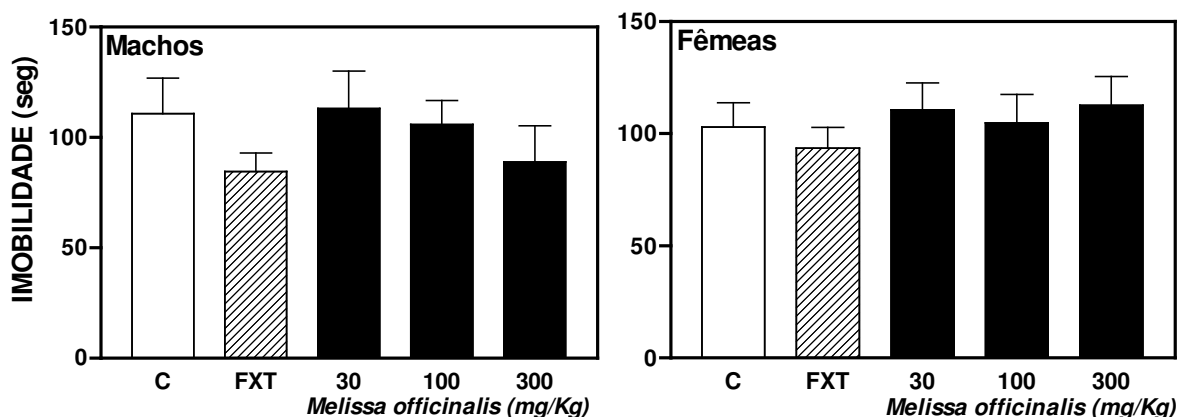 IMOBILIDADE (seg)
150
100
50
0
Machos
C FXT 30 100 300
Melissa officinalis (mg/Kg)
150
100
50
0
Fêmeas
C FXT 30 100 300
Melissa officinalis (mg/Kg)